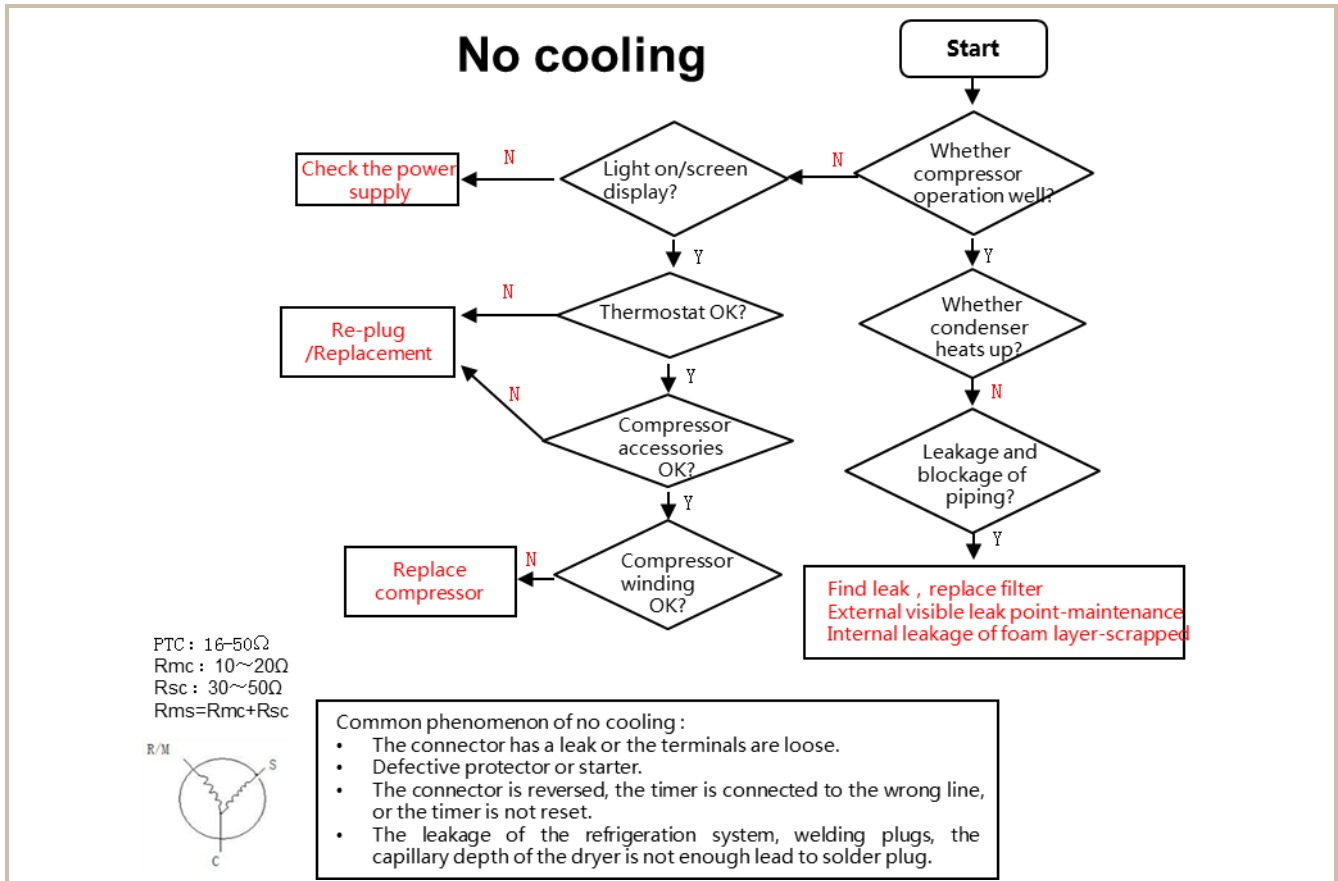 No cooling
Start
Whether
compressor
operation well?
N
Light on/screen
display?
N
Check the power
supply
Y
Y
Thermostat OK?
N
Re-plug
/Replacement
Whether
condenser
heats up?
Y
N
N
Compressor
accessories
OK?
Leakage and
blockage of
piping?
Y
Y
Compressor
winding
OK?
N
Replace
compressor
Find leak , replace filter
External visible leak point-maintenance
Internal leakage of foam layer-scrapped
PTC: 16-50Ω
Rmc: 10～20Ω
Rsc: 30～50Ω
Rms=Rmc+Rsc
R/M
S
C
Common phenomenon of no cooling :
• The connector has a leak or the terminals are loose.
• Defective protector or starter.
• The connector is reversed, the timer is connected to the wrong line,
or the timer is not reset.
• The leakage of the refrigeration system, welding plugs, the
capillary depth of the dryer is not enough lead to solder plug.